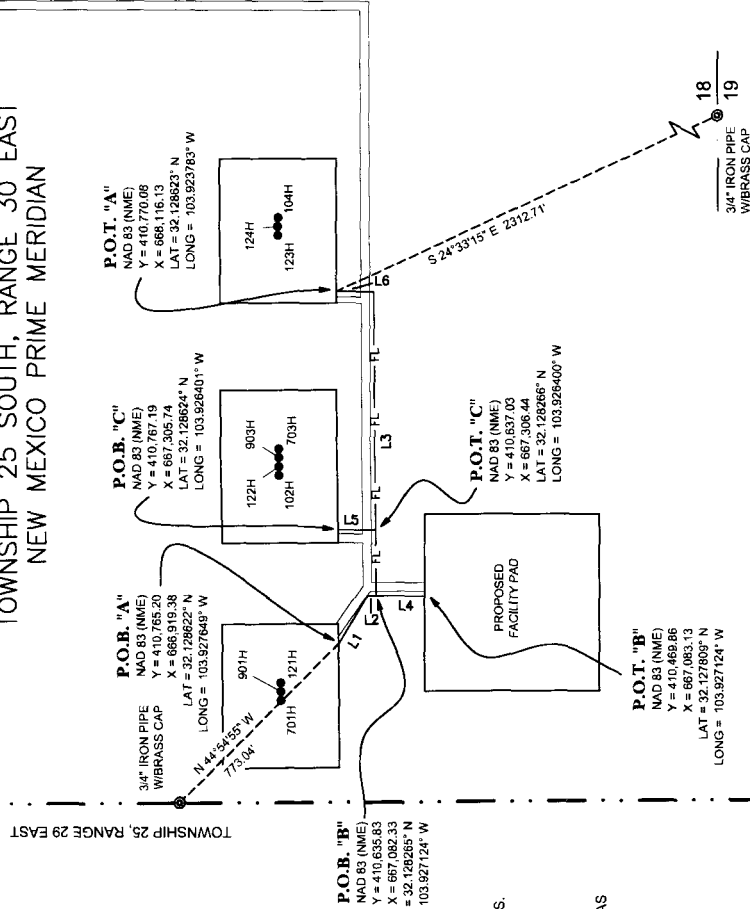 TOWNSHIP 25 SOUTH, RANGE 30 EAST
NEW MEXICO PRIME MERIDIAN
P.O.T. "A"
NAD 83 (NME)
Y = 410,770.08
X = 668,116.13
LAT = 32.128623° N
LONG = 103.923783° W
124H
104H
123H
P.O.B. "C"
NAD 83 (NME)
Y = 410,767.19
X = 667,305.74
LAT = 32.128624° N
LONG = 103.926401° W
122H
903H
102H
703H
P.O.B. "A"
NAD 83 (NME)
Y = 410,765.20
X = 666,919.38
LAT = 32.128622° N
LONG = 103.927649° W
3/4" IRON PIPE
W/BRASS CAP
901H
701H
121H
N 44°54'55" W
773.04'
TOWNSHIP 25, RANGE 29 EAST
L1
L2
L3
L4
L5
L6
FL
FL
FL
FL
S 24°33'15" E 2312.71'
18
19
3/4" IRON PIPE
W/BRASS CAP
P.O.T. "C"
NAD 83 (NME)
Y = 410,637.03
X = 667,306.44
LAT = 32.128266° N
LONG = 103.926400° W
PROPOSED
FACILITY PAD
P.O.T. "B"
NAD 83 (NME)
Y = 410,469.86
X = 667,083.13
LAT = 32.127809° N
LONG = 103.927124° W
P.O.B. "B"
NAD 83 (NME)
Y = 410,635.83
X = 667,082.33
= 32.128265° N
103.927124° W
S.
AS